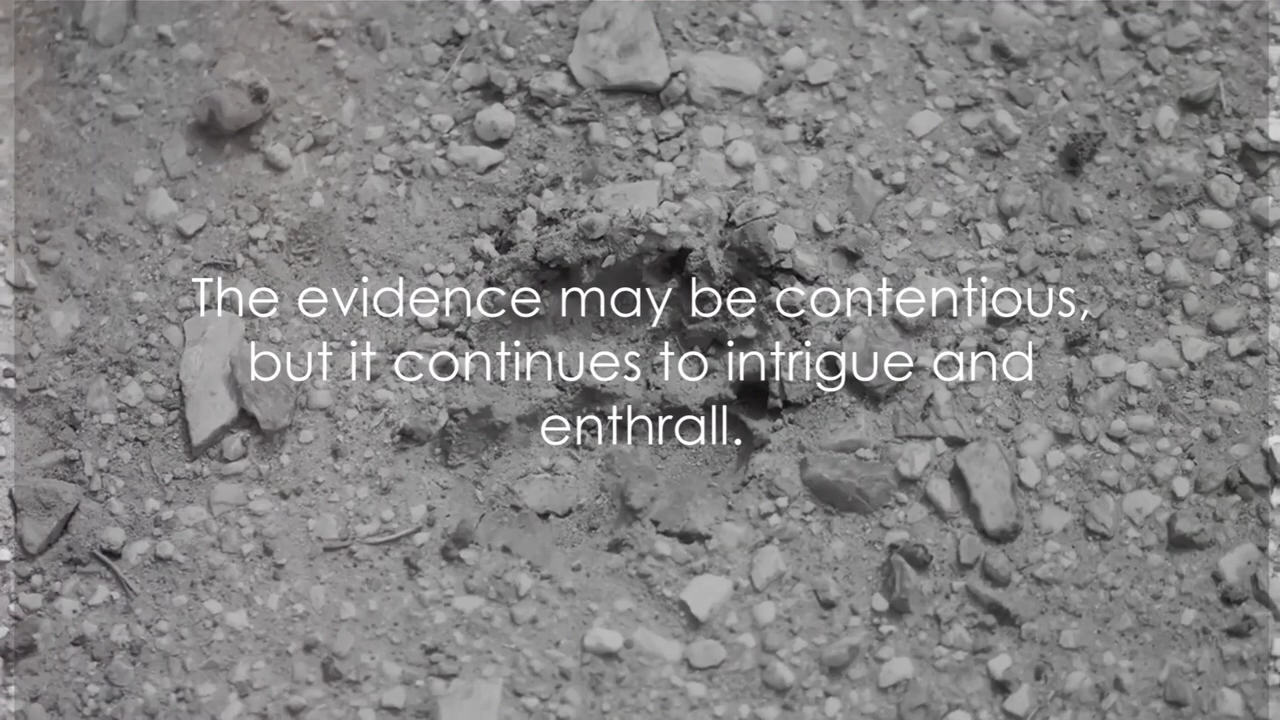 The evidence may be contentious,
but it continues to intrigue and
enthrall.